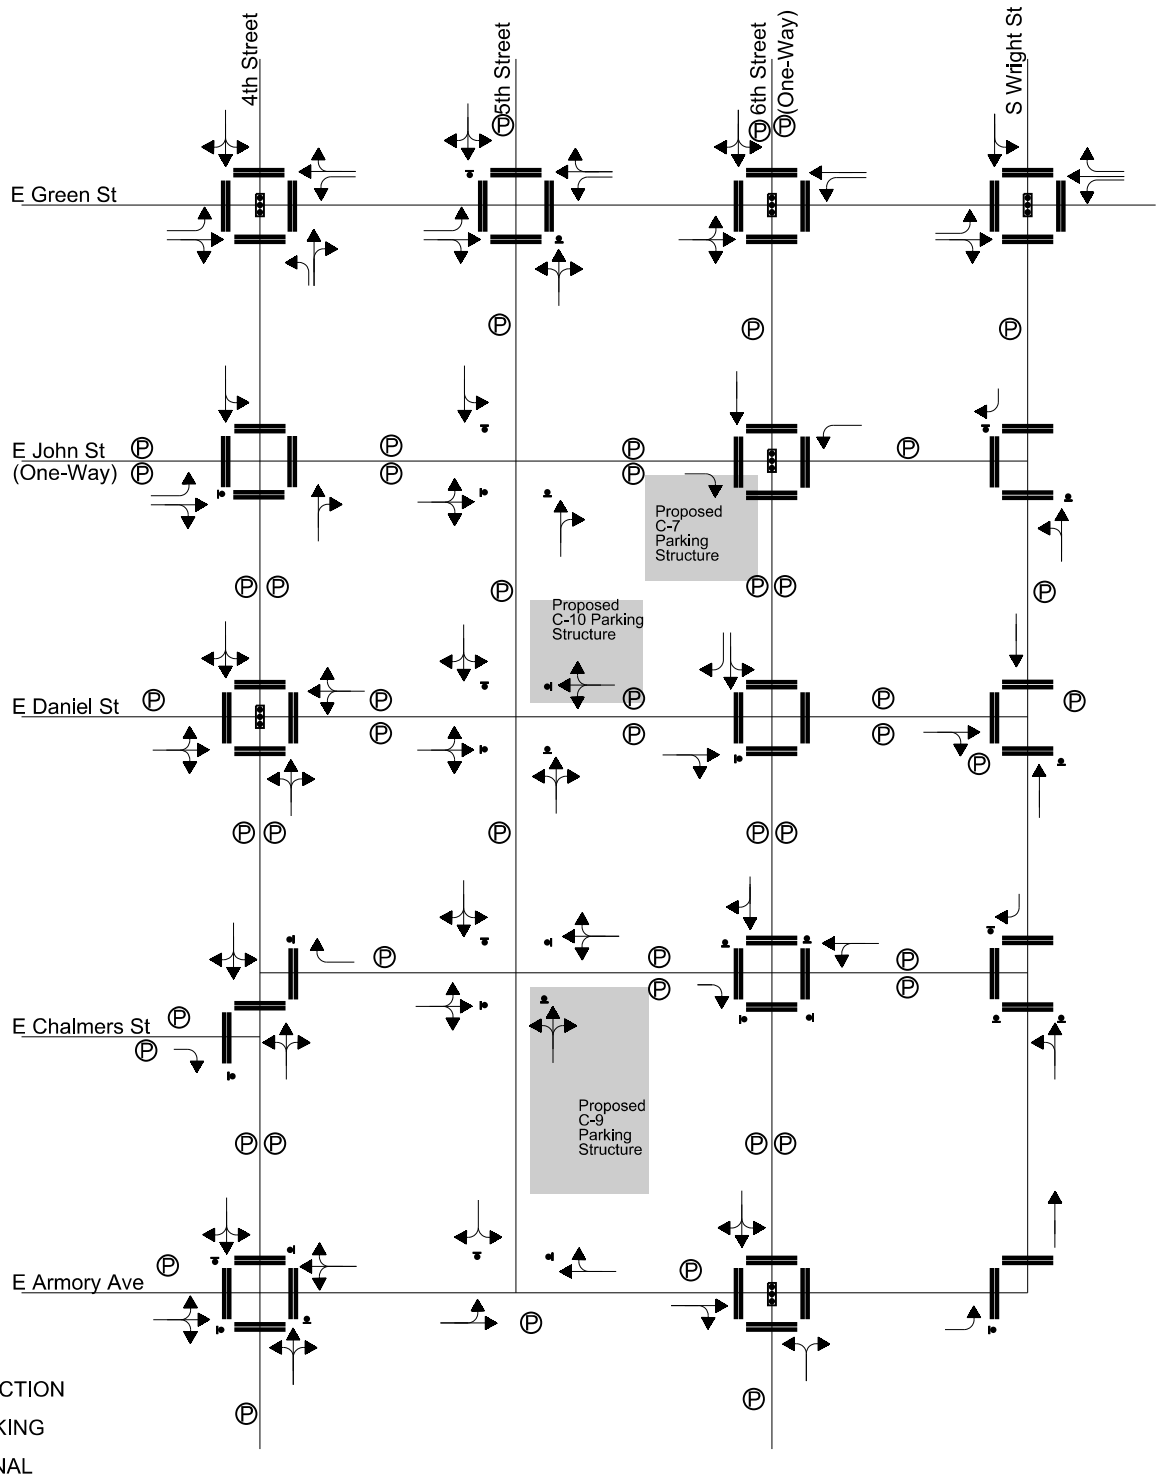 4th Street
5th Street
6th Street
(One-Way)
S Wright St
P
P
P
E Green St
P
P
P
E John St
(One-Way)
P
P
P
P
P
P
P
Proposed
C-7
Parking
Structure
P
P
P
P
P
P
Proposed
C-10 Parking
Structure
E Daniel St
P
P
P
P
P
P
P
P
P
P
P
P
P
P
E Chalmers St
P
P
P
P
P
P
P
Proposed
C-9
Parking
Structure
P
P
P
P
E Armory Ave
P
P
P
CTION
KING
NAL
P
P